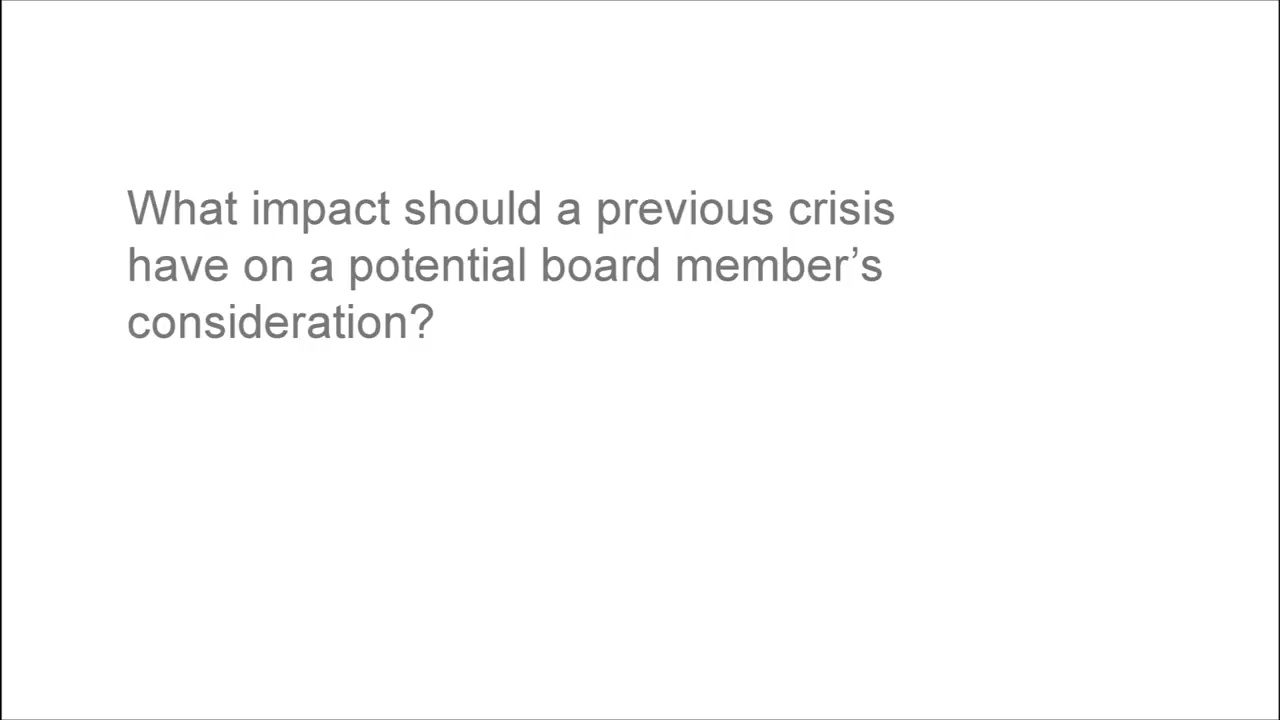 What impact should a previous crisis
have on a potential board member’s
consideration?